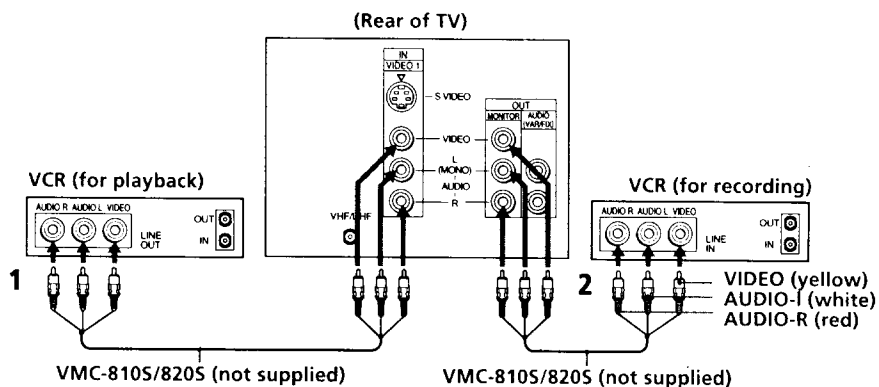 (Rear of TV)
IN
VIDEO 1
S VIDEO
OUT
MONITOR
AUDIO (VAR/FIX)
VIDEO
L (MONO)
AUDIO
R
VHF/UHF
VCR (for playback)
AUDIO R AUDIO L VIDEO
LINE OUT
OUT
IN
1
VCR (for recording)
AUDIO R AUDIO L VIDEO
LINE IN
OUT
IN
2
VIDEO (yellow)
AUDIO-l (white)
AUDIO-R (red)
VMC-810S/820S (not supplied)
VMC-810S/820S (not supplied)